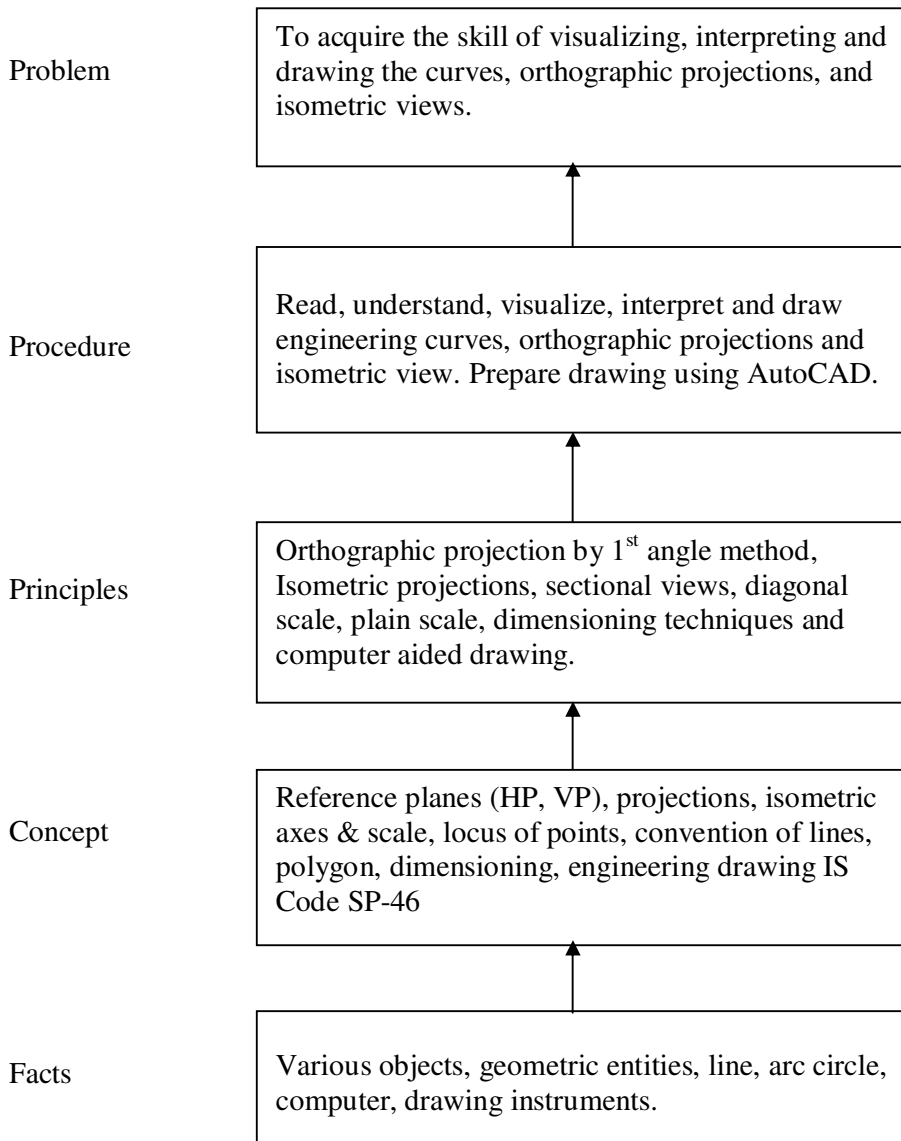 Problem
To acquire the skill of visualizing, interpreting and
drawing the curves, orthographic projections, and
isometric views.
Procedure
Read, understand, visualize, interpret and draw
engineering curves, orthographic projections and
isometric view. Prepare drawing using AutoCAD.
Principles
Orthographic projection by 1st angle method,
Isometric projections, sectional views, diagonal
scale, plain scale, dimensioning techniques and
computer aided drawing.
Concept
Reference planes (HP, VP), projections, isometric
axes & scale, locus of points, convention of lines,
polygon, dimensioning, engineering drawing IS
Code SP-46
Facts
Various objects, geometric entities, line, arc circle,
computer, drawing instruments.